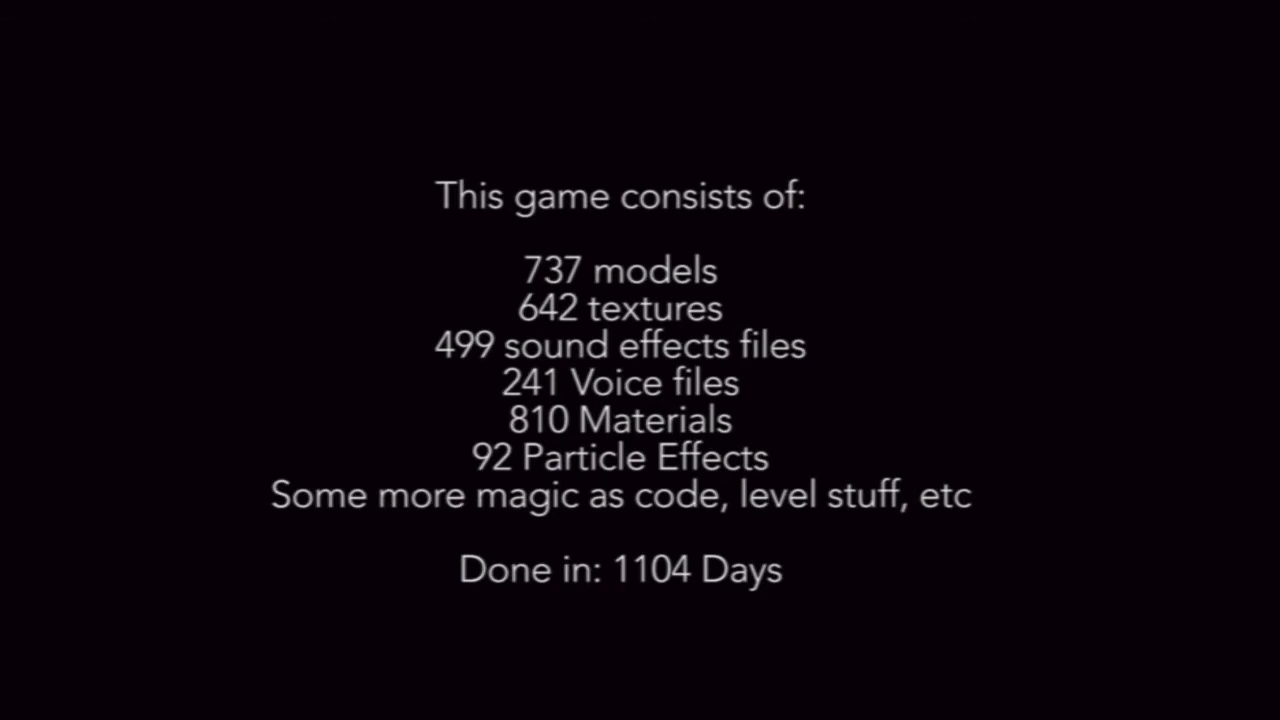 This game consists of:
737 models
642 textures
499 sound effects files
241 Voice files
810 Materials
92 Particle Effects
Some more magic as code, level stuff, etc
Done in: 1104 Days